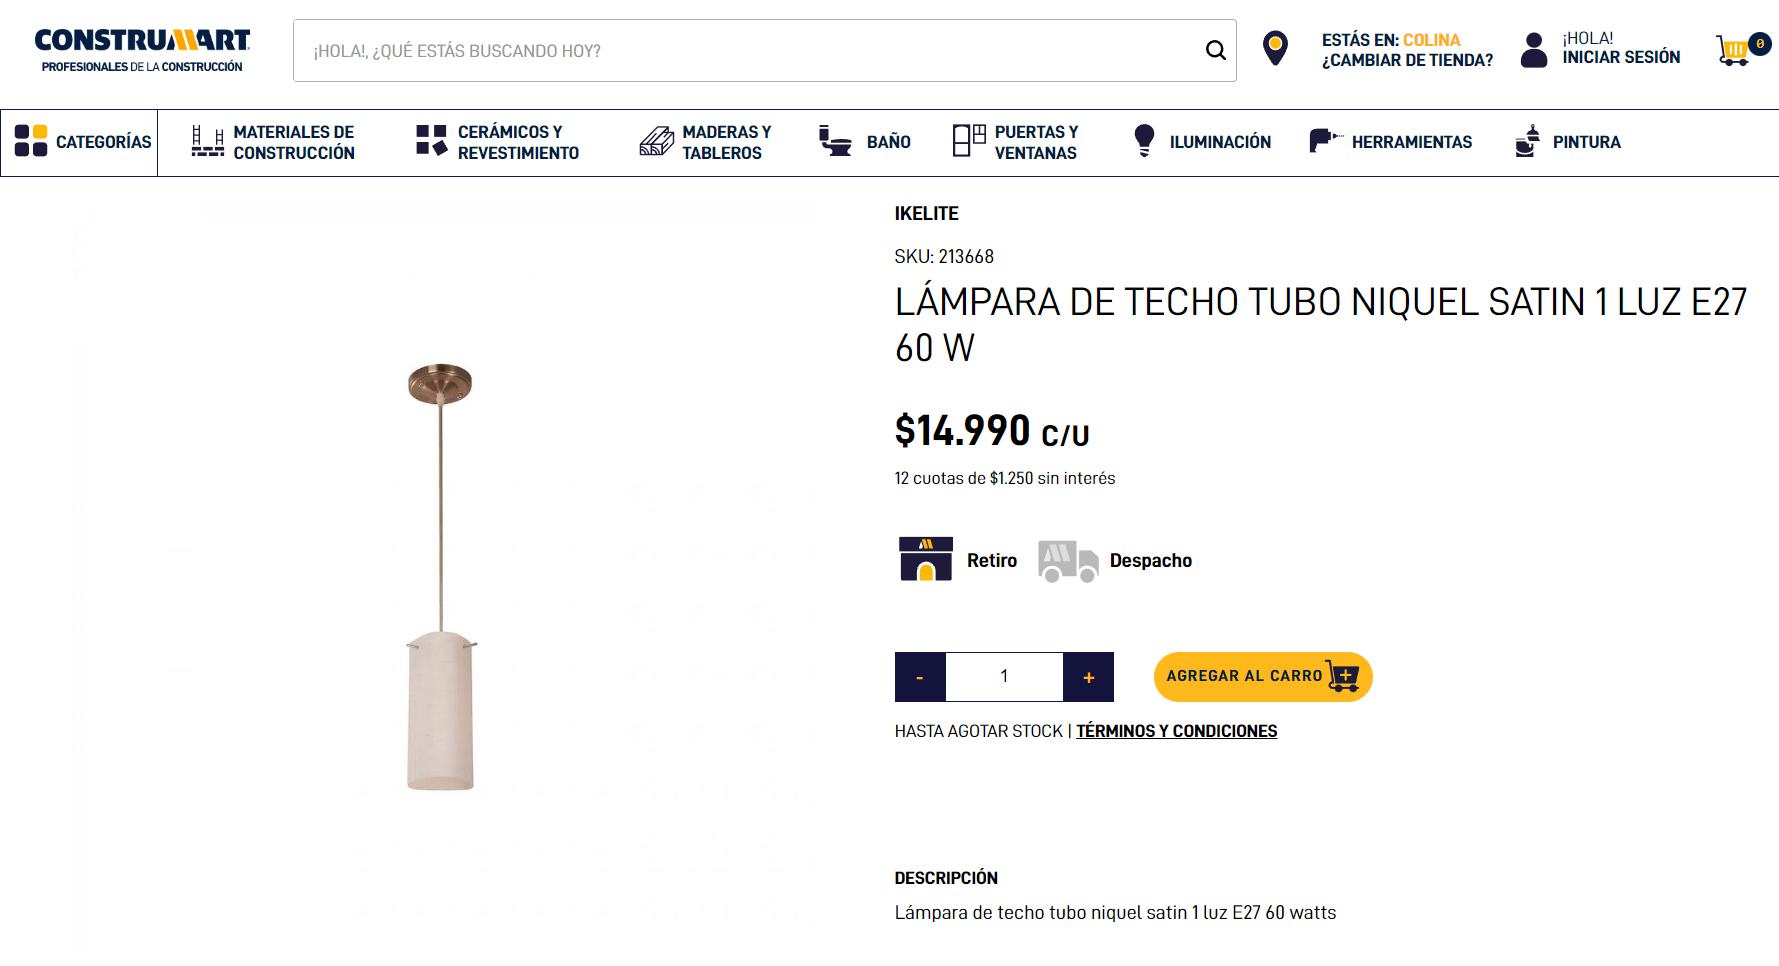 CONSTRUMART
PROFESIONALES DE LA CONSTRUCCIÓN
¡HOLA!, ¿QUÉ ESTÁS BUSCANDO HOY?
ESTÁS EN: COLINA
¿CAMBIAR DE TIENDA?
¡HOLA!
INICIAR SESIÓN
0
CATEGORÍAS
MATERIALES DE
CONSTRUCCIÓN
CERÁMICOS Y
REVESTIMIENTO
MADERAS Y
TABLEROS
BAÑO
PUERTAS Y
VENTANAS
ILUMINACIÓN
HERRAMIENTAS
PINTURA
IKELITE
SKU: 213668
LÁMPARA DE TECHO TUBO NIQUEL SATIN 1 LUZ E27
60 W
$14.990 C/U
12 cuotas de $1.250 sin interés
Retiro
Despacho
- 1 +
AGREGAR AL CARRO
HASTA AGOTAR STOCK | TÉRMINOS Y CONDICIONES
DESCRIPCIÓN
Lámpara de techo tubo niquel satin 1 luz E27 60 watts